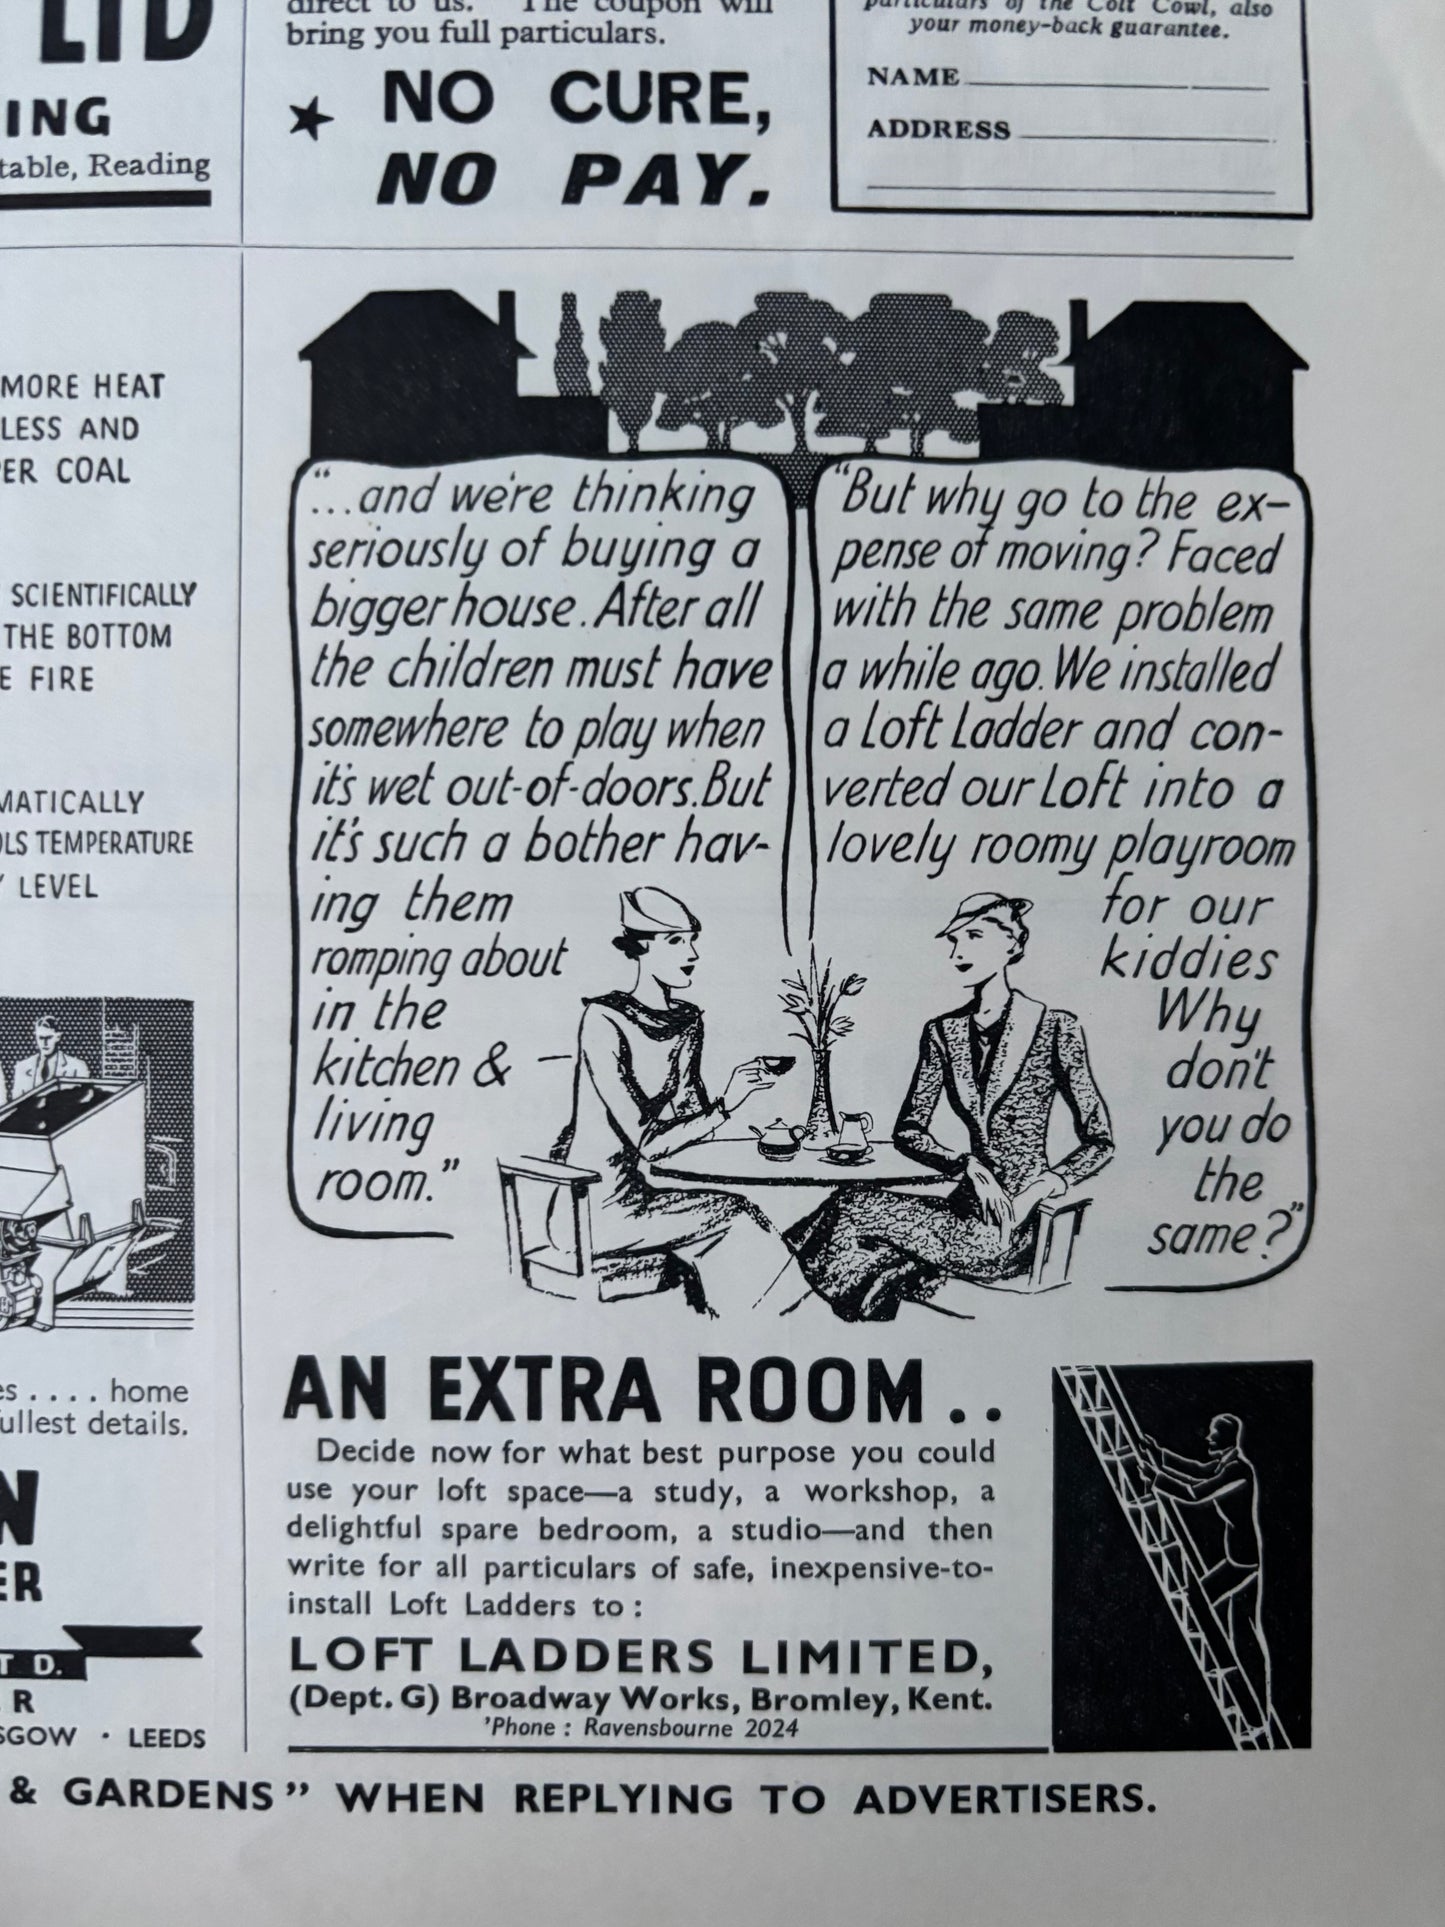 LTD
ING
table, Reading
direct to us. The coupon will
bring you full particulars.
NO CURE,
NO PAY.
particulars of the Colt Cowl, also
your money-back guarantee.
NAME
ADDRESS
MORE HEAT
LESS AND
PER COAL
SCIENTIFICALLY
THE BOTTOM
E FIRE
MATICALLY
OLS TEMPERATURE
Y LEVEL
es . . . . home
fullest details.
N
ER
T D.
R
SGOW · LEEDS
"...and we're thinking
seriously of buying a
bigger house. After all
the children must have
somewhere to play when
it's wet out-of-doors. But
it's such a bother hav-
ing them
romping about
in the
kitchen &
living
room."
"But why go to the ex-
pense of moving? Faced
with the same problem
a while ago. We installed
a Loft Ladder and con-
verted our Loft into a
lovely roomy playroom
for our
kiddies
Why
don't
you do
the
same?"
AN EXTRA ROOM . .
Decide now for what best purpose you could
use your loft space—a study, a workshop, a
delightful spare bedroom, a studio—and then
write for all particulars of safe, inexpensive-to-
install Loft Ladders to :
LOFT LADDERS LIMITED,
(Dept. G) Broadway Works, Bromley, Kent.
'Phone : Ravensbourne 2024
& GARDENS" WHEN REPLYING TO ADVERTISERS.